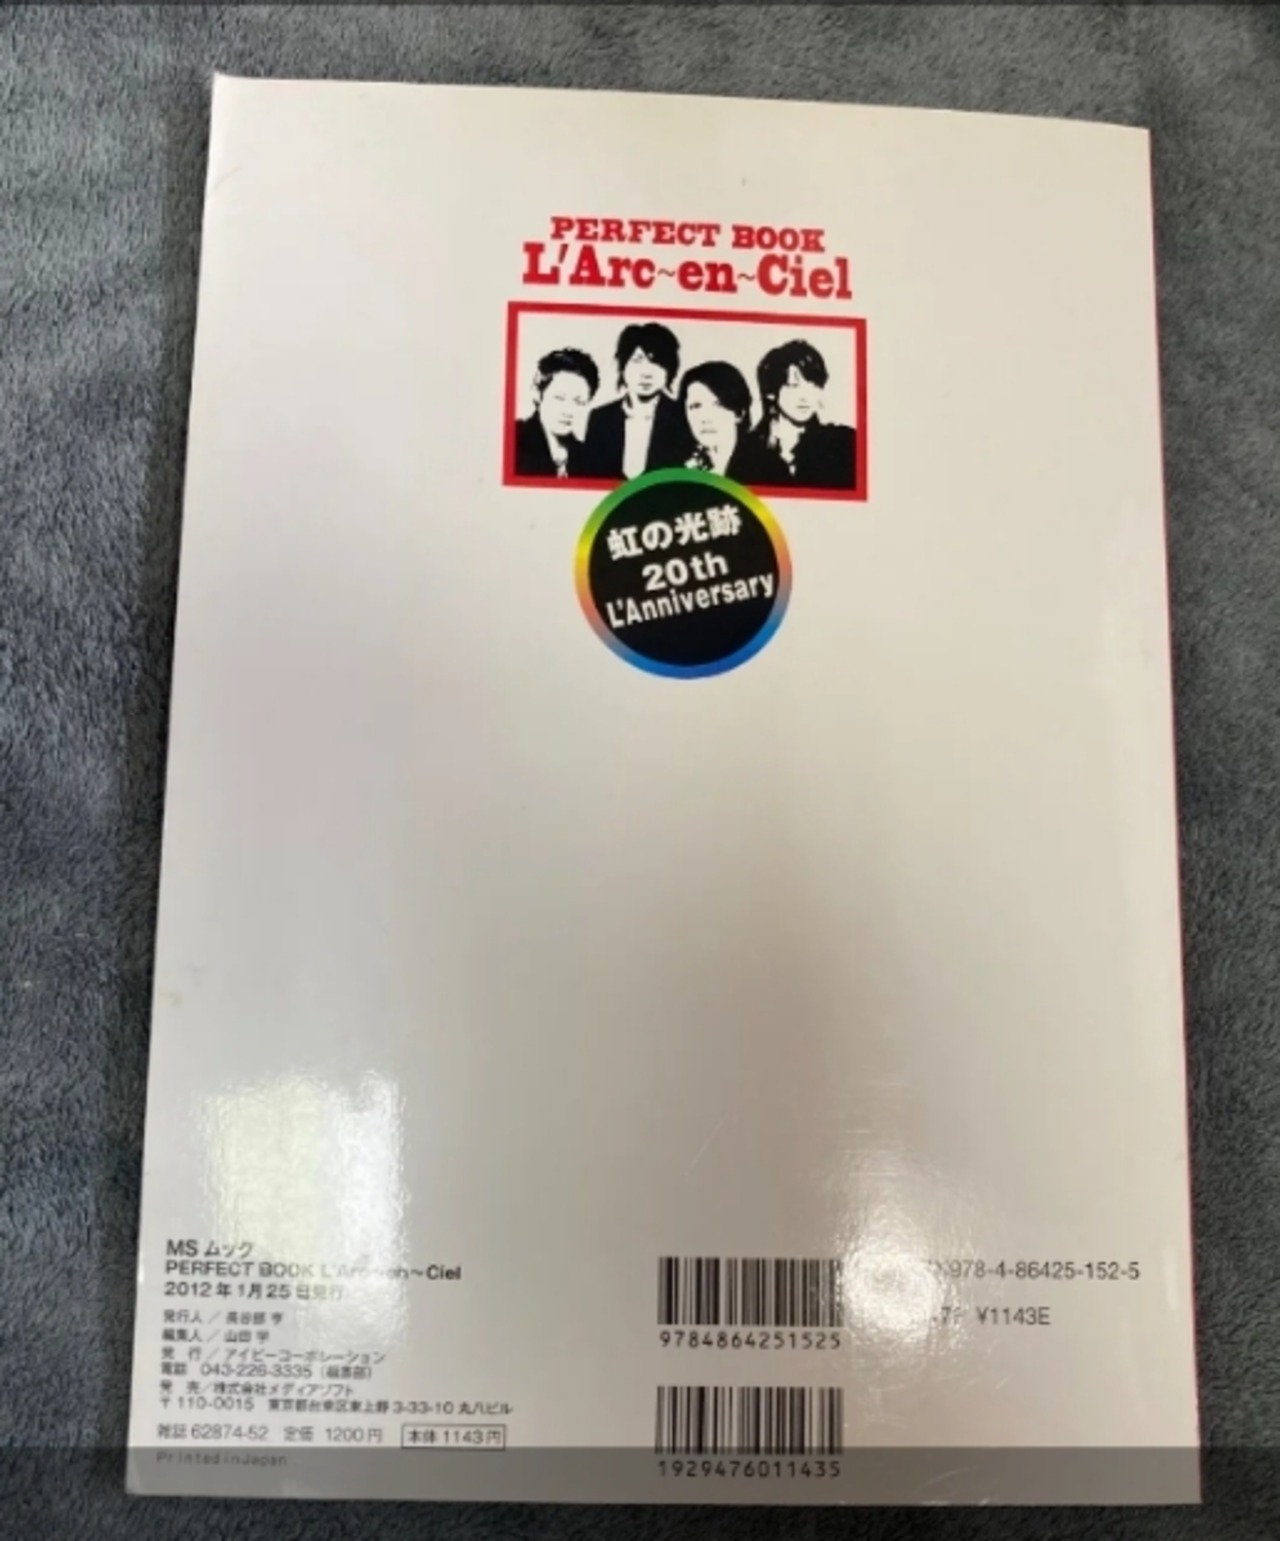 PERFECT BOOK
L'Arc~en~Ciel
虹の光跡
20th
L'Anniversary
MS ムック
PERFECT BOOK L'Arc~en~Ciel
2012年1月25日発行
発行人／長谷部 亨
編集人／山田 学
発 行／アイビーコーポレーション
電話 043-226-3335（編集部）
発 売／株式会社メディアソフト
〒110-0015 東京都台東区東上野3-33-10 丸八ビル
雑誌 62874-52 定価 1200円 本体 1143円
Printed in Japan
978-4-86425-152-5
¥1143E
9784864251525
1929476011435